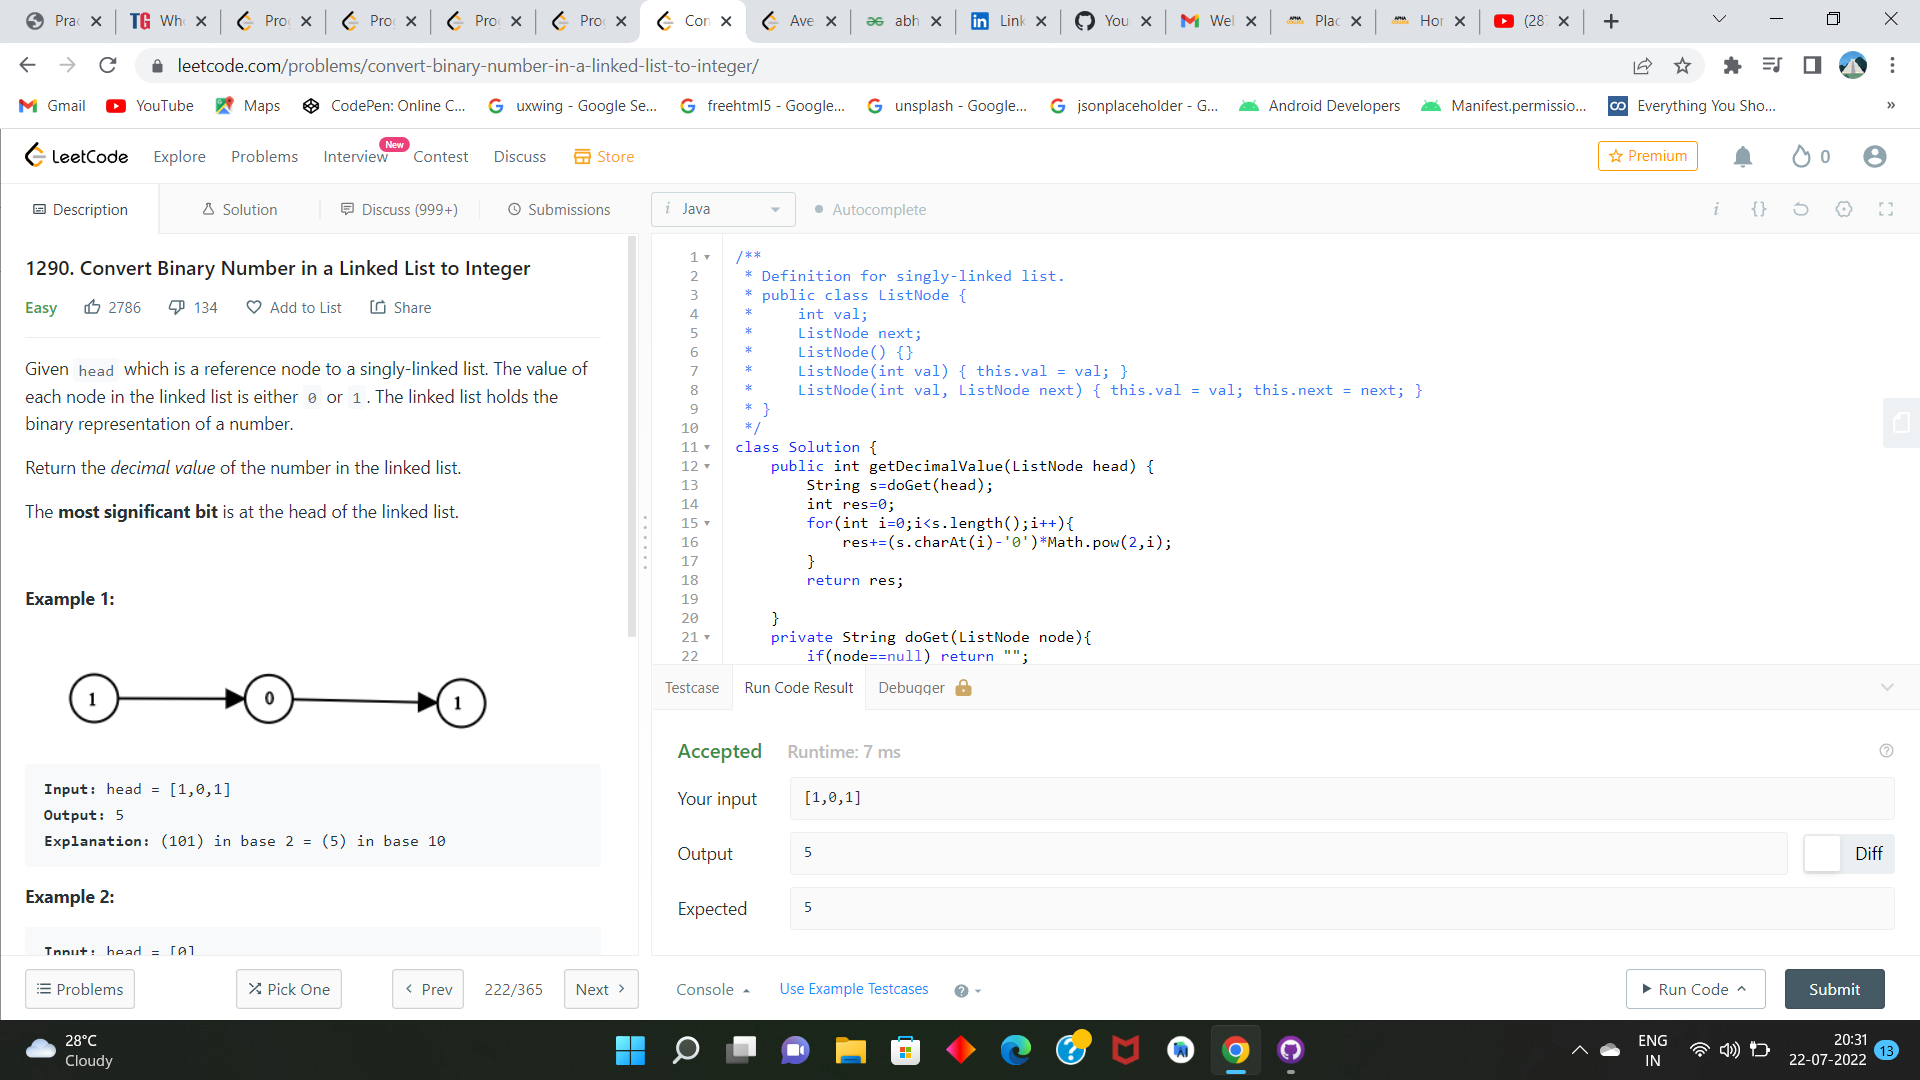 Prac
TG Who
Prog
Prog
Prog
Prog
Con
Ave
abh
Link
You
Wel
Plac
Hor
(287
leetcode.com/problems/convert-binary-number-in-a-linked-list-to-integer/
Gmail YouTube Maps CodePen: Online C... uxwing - Google Se... freehtml5 - Google... unsplash - Google... jsonplaceholder - G... Android Developers Manifest.permissio... Everything You Sho... »
LeetCode Explore Problems Interview New Contest Discuss Store Premium 0
Description Solution Discuss (999+) Submissions i Java Autocomplete
1290. Convert Binary Number in a Linked List to Integer
Easy 2786 134 Add to List Share
Given head which is a reference node to a singly-linked list. The value of
each node in the linked list is either 0 or 1. The linked list holds the
binary representation of a number.
Return the decimal value of the number in the linked list.
The most significant bit is at the head of the linked list.
Example 1:
1 0 1
Input: head = [1,0,1]
Output: 5
Explanation: (101) in base 2 = (5) in base 10
Example 2:
Input: head = [0]
1 /**
2 * Definition for singly-linked list.
3 * public class ListNode {
4 *     int val;
5 *     ListNode next;
6 *     ListNode() {}
7 *     ListNode(int val) { this.val = val; }
8 *     ListNode(int val, ListNode next) { this.val = val; this.next = next; }
9 * }
10 */
11 class Solution {
12     public int getDecimalValue(ListNode head) {
13         String s=doGet(head);
14         int res=0;
15         for(int i=0;i<s.length();i++){
16             res+=(s.charAt(i)-'0')*Math.pow(2,i);
17         }
18         return res;
19
20     }
21     private String doGet(ListNode node){
22         if(node==null) return "";
Testcase Run Code Result Debugger
Accepted Runtime: 7 ms
Your input [1,0,1]
Output 5 Diff
Expected 5
Problems Pick One Prev 222/365 Next Console Use Example Testcases Run Code Submit
28°C
Cloudy
ENG
IN
20:31
22-07-2022
13